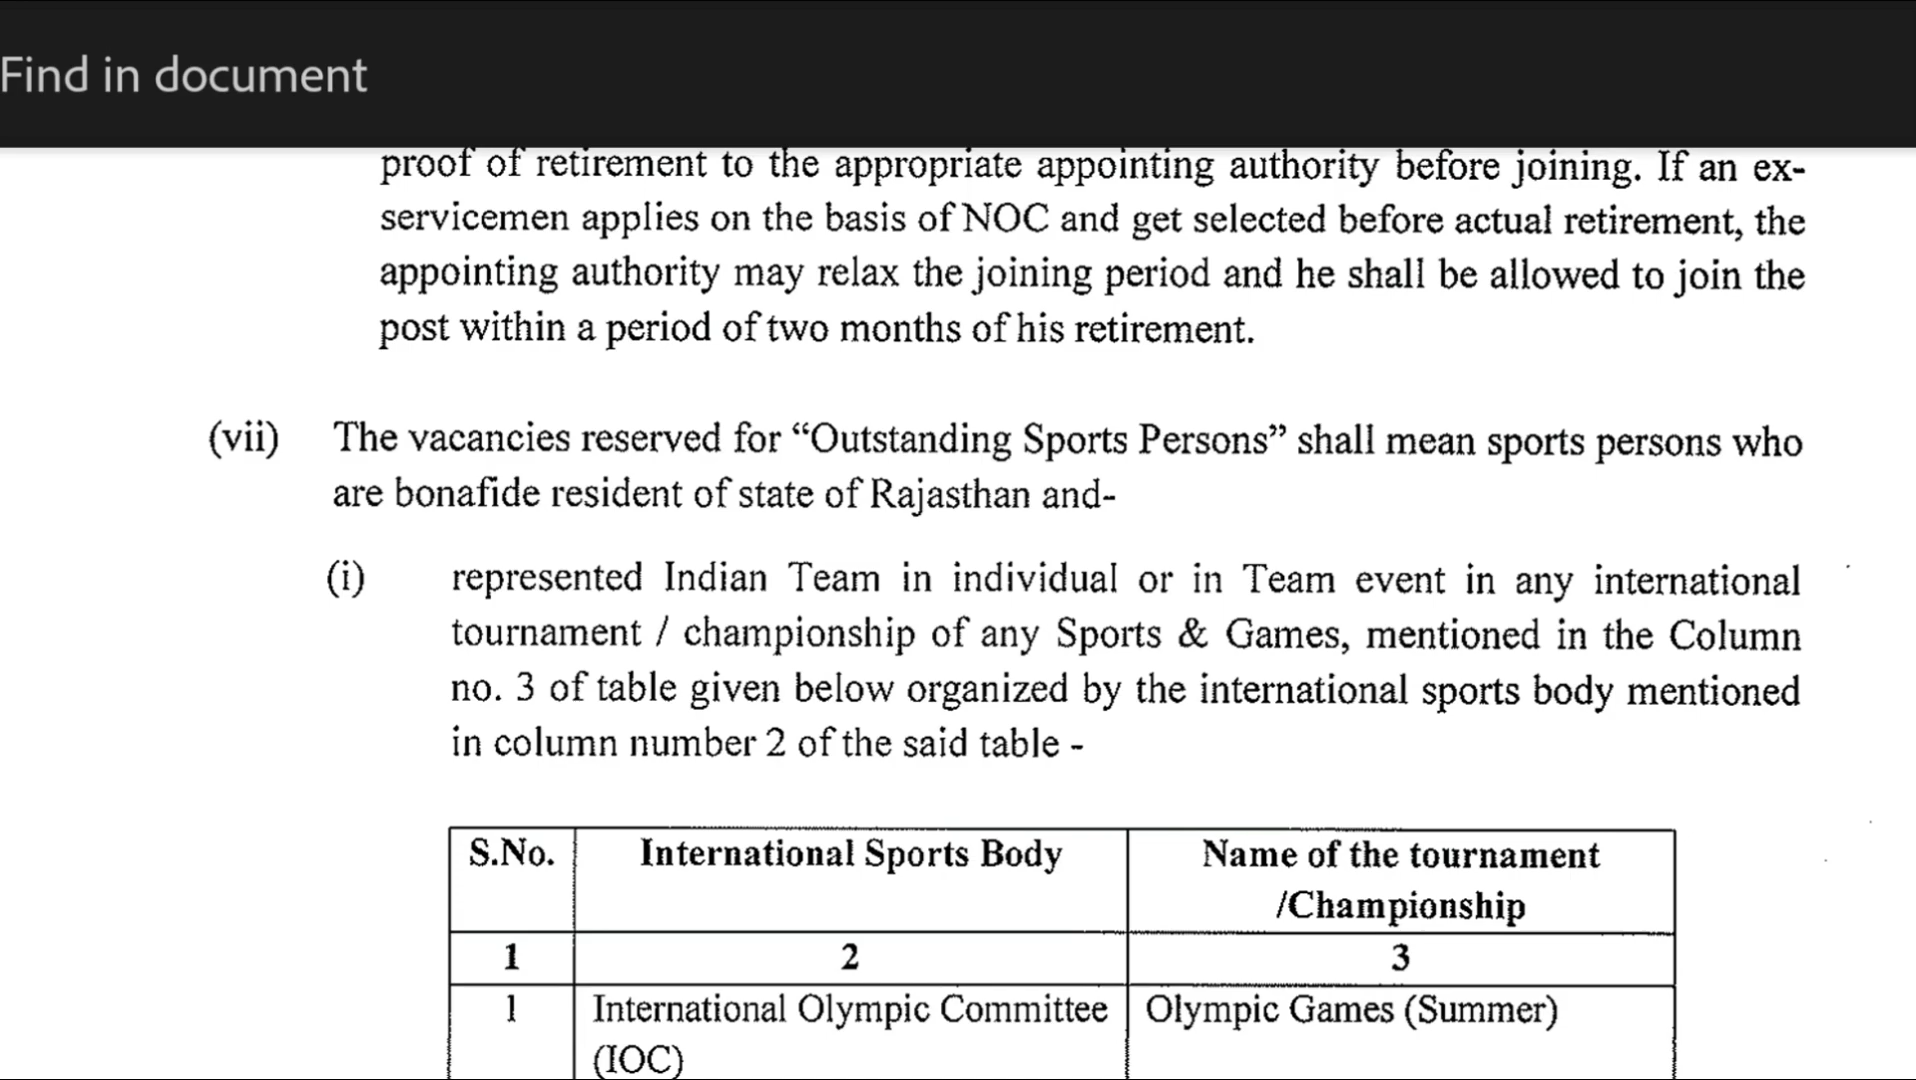 Find in document
proof of retirement to the appropriate appointing authority before joining. If an ex-
servicemen applies on the basis of NOC and get selected before actual retirement, the
appointing authority may relax the joining period and he shall be allowed to join the
post within a period of two months of his retirement.
(vii) The vacancies reserved for “Outstanding Sports Persons” shall mean sports persons who
are bonafide resident of state of Rajasthan and-
(i) represented Indian Team in individual or in Team event in any international
tournament / championship of any Sports & Games, mentioned in the Column
no. 3 of table given below organized by the international sports body mentioned
in column number 2 of the said table -
S.No. International Sports Body Name of the tournament
/Championship
1 2 3
1 International Olympic Committee Olympic Games (Summer)
(IOC)